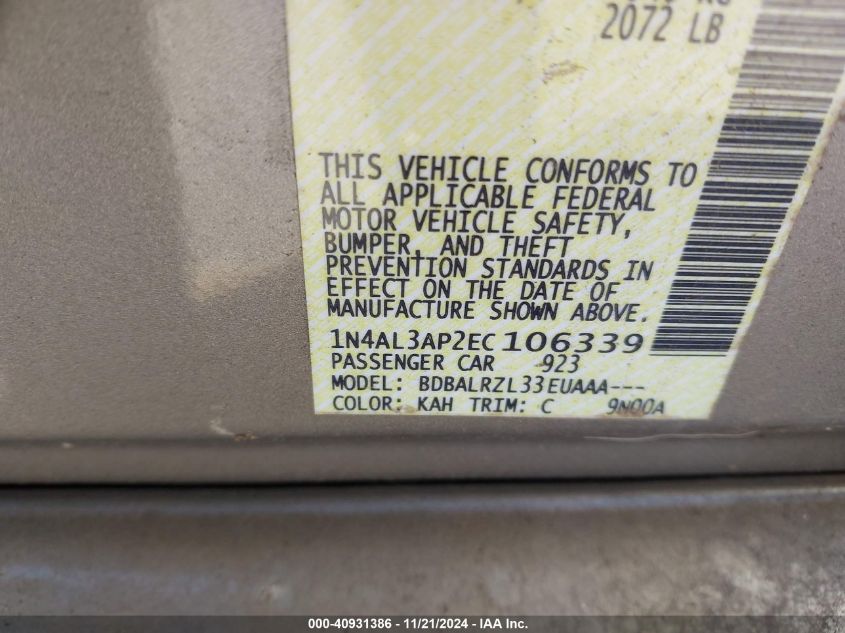 2072 LB
THIS VEHICLE CONFORMS TO
ALL APPLICABLE FEDERAL
MOTOR VEHICLE SAFETY,
BUMPER, AND THEFT
PREVENTION STANDARDS IN
EFFECT ON THE DATE OF
MANUFACTURE SHOWN ABOVE.
1N4AL3AP2EC106339
PASSENGER CAR 923
MODEL: BDBALRZL33EUAAA---
COLOR: KAH TRIM: C 9N00A
000-40931386 - 11/21/2024 - IAA Inc.